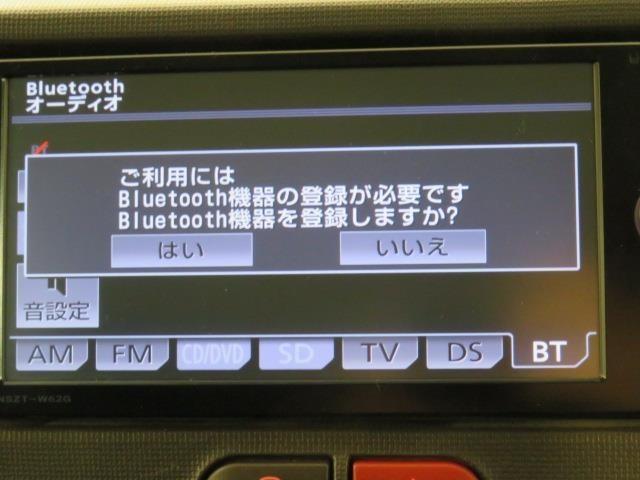 Bluetooth
オーディオ
BT
ご利用には
Bluetooth機器の登録が必要です
Bluetooth機器を登録しますか?
はい いいえ
音設定
AM FM CD/DVD SD TV DS BT
NSZT-W62G